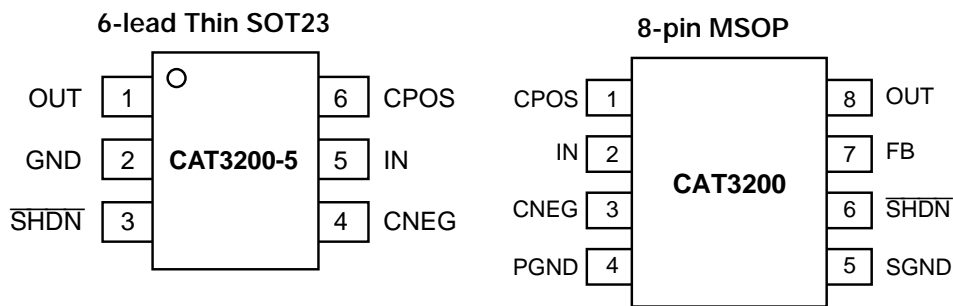 6-lead Thin SOT23
OUT 1 6 CPOS
GND 2 CAT3200-5 5 IN
SHDN 3 4 CNEG
8-pin MSOP
CPOS 1 8 OUT
IN 2 7 FB
CAT3200
CNEG 3 6 SHDN
PGND 4 5 SGND